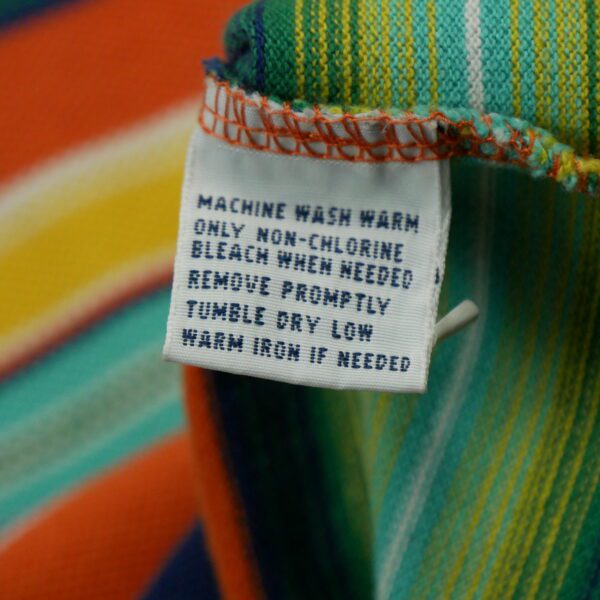 MACHINE WASH WARM
ONLY NON-CHLORINE
BLEACH WHEN NEEDED
REMOVE PROMPTLY
TUMBLE DRY LOW
WARM IRON IF NEEDED